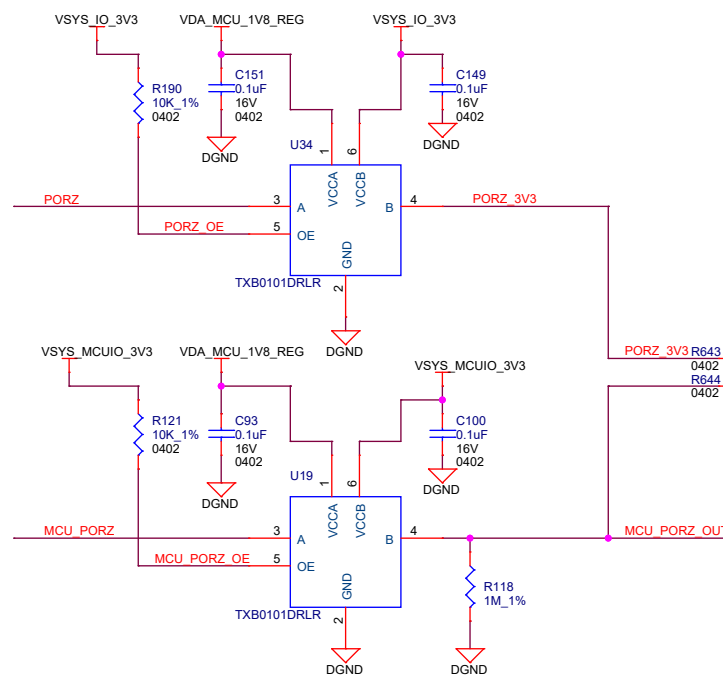 VSYS_IO_3V3
VDA_MCU_1V8_REG
VSYS_IO_3V3
R190
10K_1%
0402
C151
0.1uF
16V
0402
C149
0.1uF
16V
0402
DGND
DGND
U34
1
6
VCCA
VCCB
PORZ
3
A
B
4
PORZ_3V3
PORZ_OE
5
OE
GND
TXB0101DRLR
2
DGND
VSYS_MCUIO_3V3
VDA_MCU_1V8_REG
VSYS_MCUIO_3V3
PORZ_3V3
R643
0402
R644
0402
R121
10K_1%
0402
C93
0.1uF
16V
0402
C100
0.1uF
16V
0402
DGND
DGND
U19
1
6
VCCA
VCCB
MCU_PORZ
3
A
B
4
MCU_PORZ_OUT
MCU_PORZ_OE
5
OE
GND
R118
1M_1%
TXB0101DRLR
2
DGND
DGND